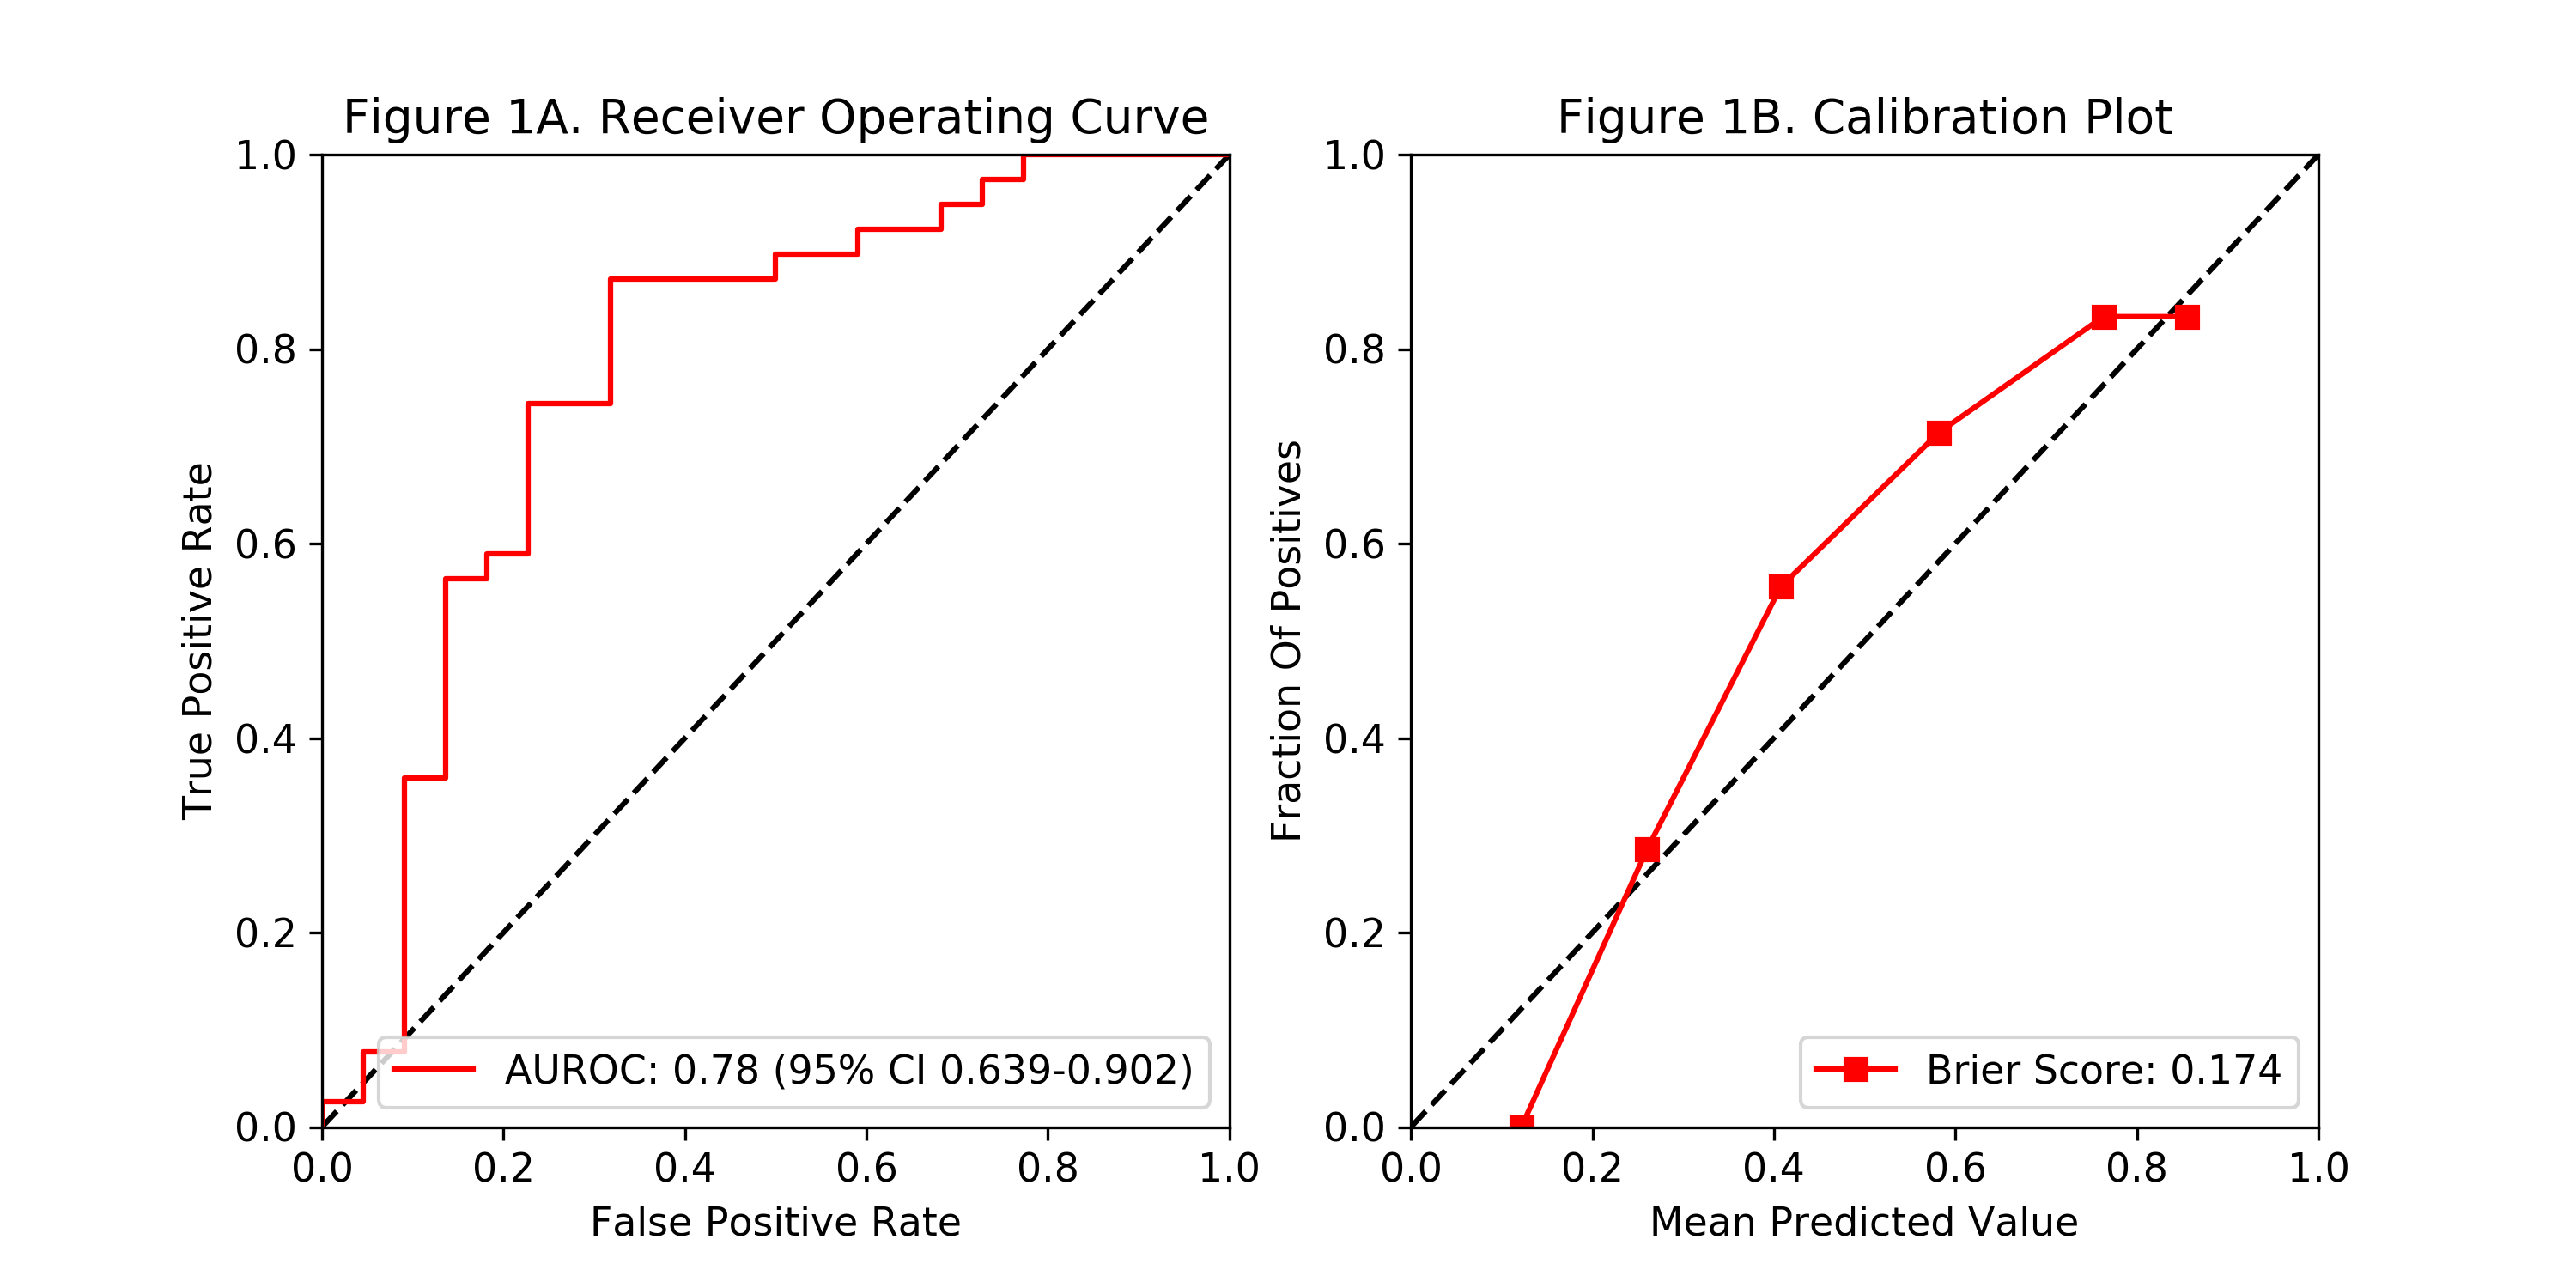 Figure 1A. Receiver Operating Curve
1.0
0.8
0.6
0.4
0.2
0.0
True Positive Rate
AUROC: 0.78 (95% CI 0.639-0.902)
0.0 0.2 0.4 0.6 0.8 1.0
False Positive Rate
Figure 1B. Calibration Plot
1.0
0.8
0.6
0.4
0.2
0.0
Fraction Of Positives
Brier Score: 0.174
0.0 0.2 0.4 0.6 0.8 1.0
Mean Predicted Value